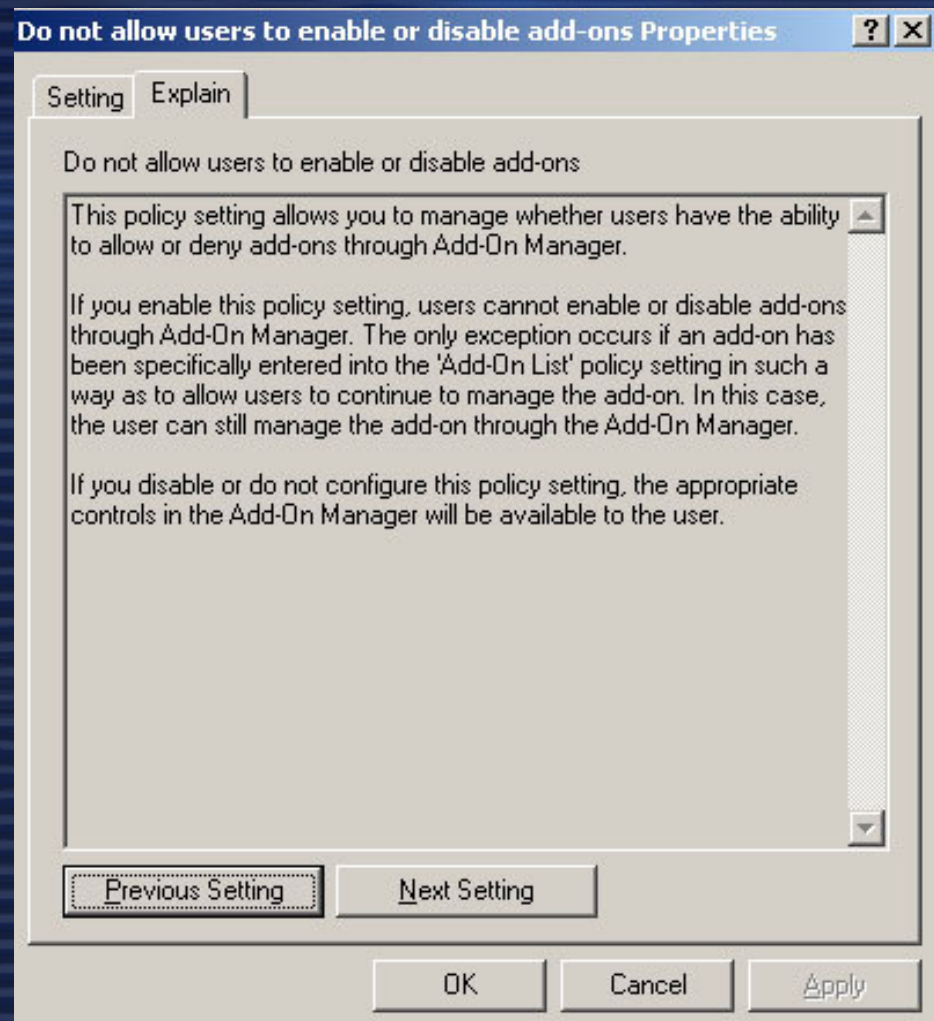 Do not allow users to enable or disable add-ons Properties
Setting
Explain
Do not allow users to enable or disable add-ons
This policy setting allows you to manage whether users have the ability
to allow or deny add-ons through Add-On Manager.
If you enable this policy setting, users cannot enable or disable add-ons
through Add-On Manager. The only exception occurs if an add-on has
been specifically entered into the 'Add-On List' policy setting in such a
way as to allow users to continue to manage the add-on. In this case,
the user can still manage the add-on through the Add-On Manager.
If you disable or do not configure this policy setting, the appropriate
controls in the Add-On Manager will be available to the user.
Previous Setting
Next Setting
OK
Cancel
Apply